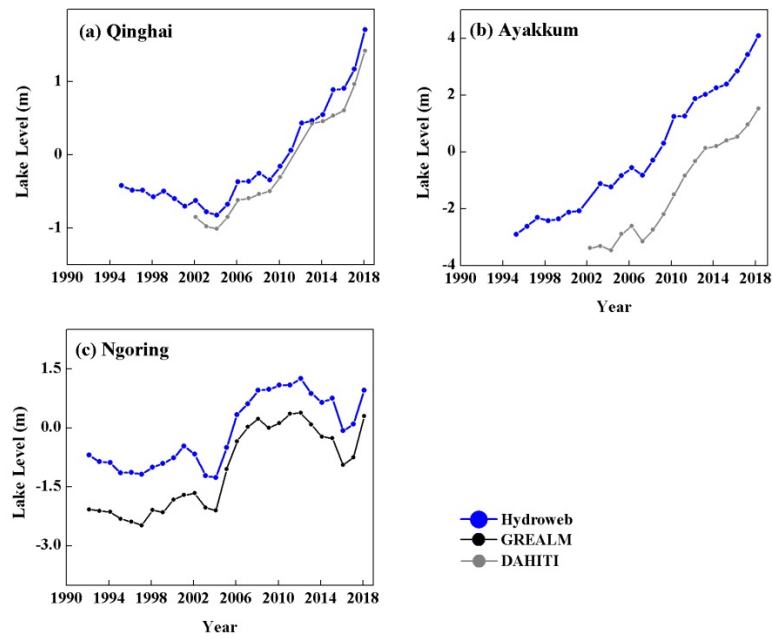 (a) Qinghai
Lake Level (m)
1
0
-1
1990 1994 1998 2002 2006 2010 2014 2018
(b) Ayakkum
Lake Level (m)
4
2
0
-2
-4
1990 1994 1998 2002 2006 2010 2014 2018
Year
(c) Ngoring
Lake Level (m)
1.5
0.0
-1.5
-3.0
1990 1994 1998 2002 2006 2010 2014 2018
Year
Hydroweb
GREALM
DAHITI